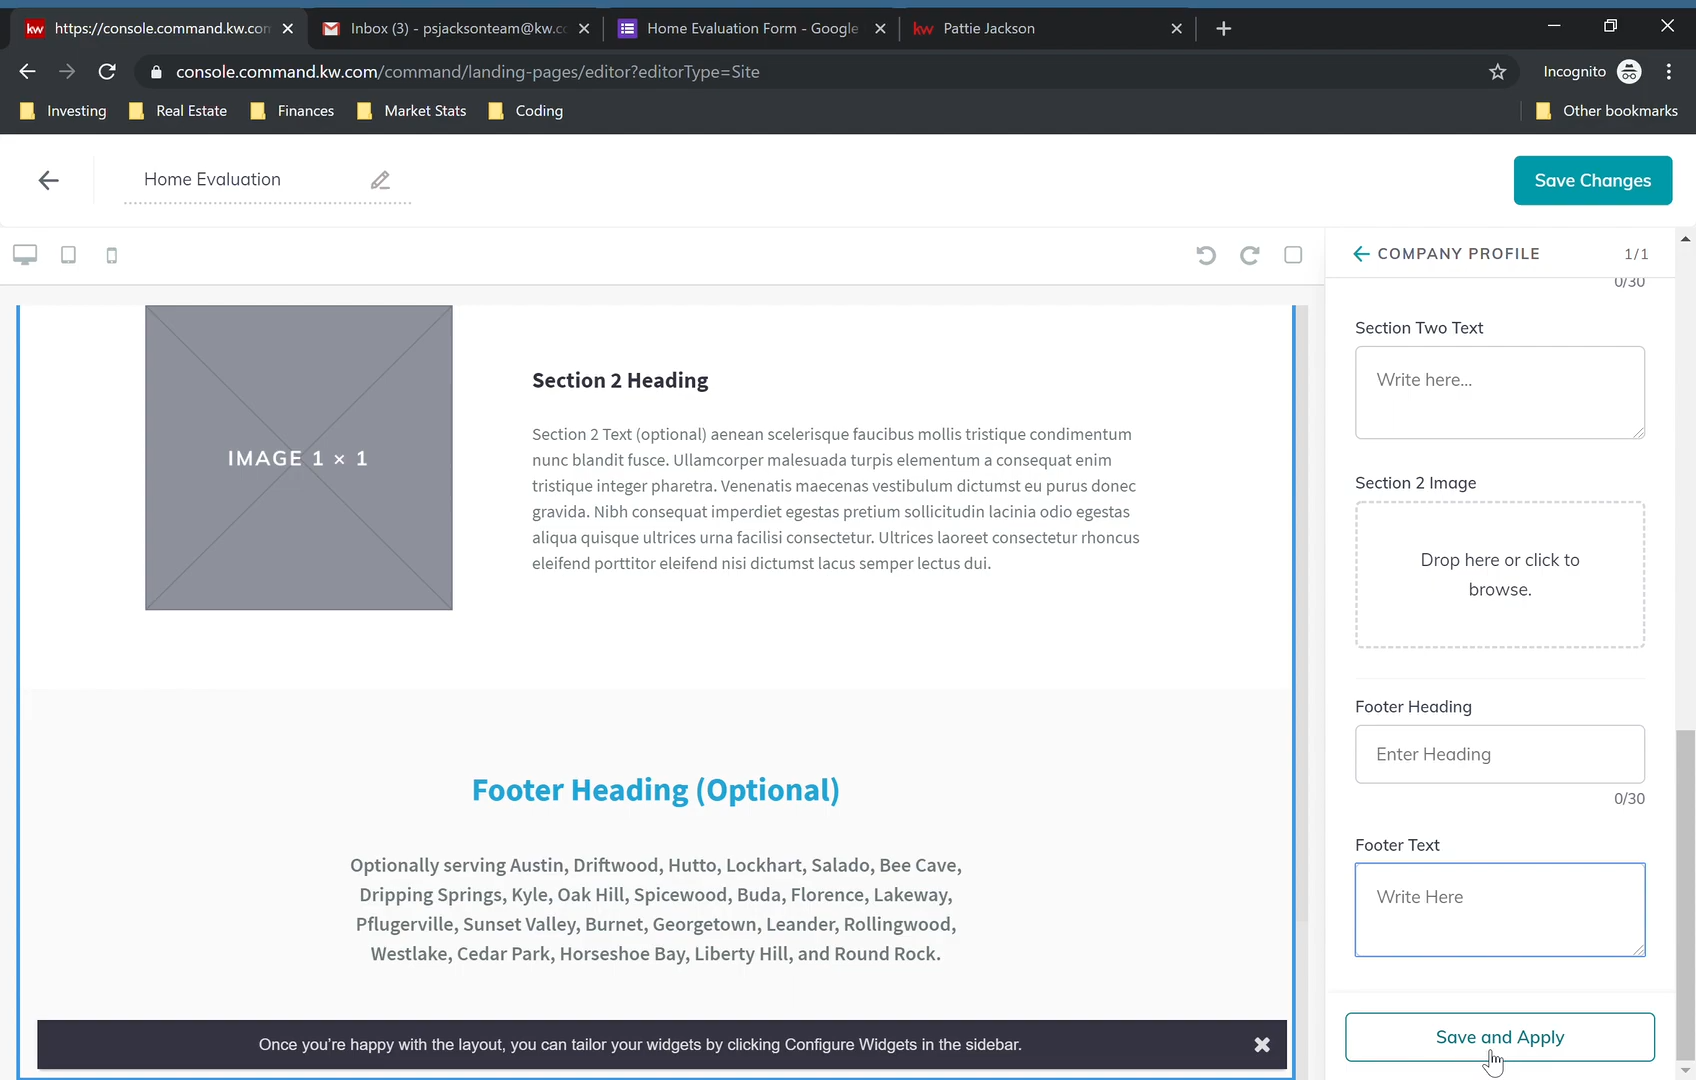 https://console.command.kw.con
Inbox (3) - psjacksonteam@kw.cc
Home Evaluation Form - Google
kw Pattie Jackson
console.command.kw.com/command/landing-pages/editor?editorType=Site
Incognito
Investing
Real Estate
Finances
Market Stats
Coding
Other bookmarks
Home Evaluation
Save Changes
COMPANY PROFILE
1/1
0/30
Section Two Text
Write here...
Section 2 Image
Drop here or click to
browse.
Footer Heading
Enter Heading
0/30
Footer Text
Write Here
Save and Apply
IMAGE 1 × 1
Section 2 Heading
Section 2 Text (optional) aenean scelerisque faucibus mollis tristique condimentum
nunc blandit fusce. Ullamcorper malesuada turpis elementum a consequat enim
tristique integer pharetra. Venenatis maecenas vestibulum dictumst eu purus donec
gravida. Nibh consequat imperdiet egestas pretium sollicitudin lacinia odio egestas
aliqua quisque ultrices urna facilisi consectetur. Ultrices laoreet consectetur rhoncus
eleifend porttitor eleifend nisi dictumst lacus semper lectus dui.
Footer Heading (Optional)
Optionally serving Austin, Driftwood, Hutto, Lockhart, Salado, Bee Cave,
Dripping Springs, Kyle, Oak Hill, Spicewood, Buda, Florence, Lakeway,
Pflugerville, Sunset Valley, Burnet, Georgetown, Leander, Rollingwood,
Westlake, Cedar Park, Horseshoe Bay, Liberty Hill, and Round Rock.
Once you're happy with the layout, you can tailor your widgets by clicking Configure Widgets in the sidebar.